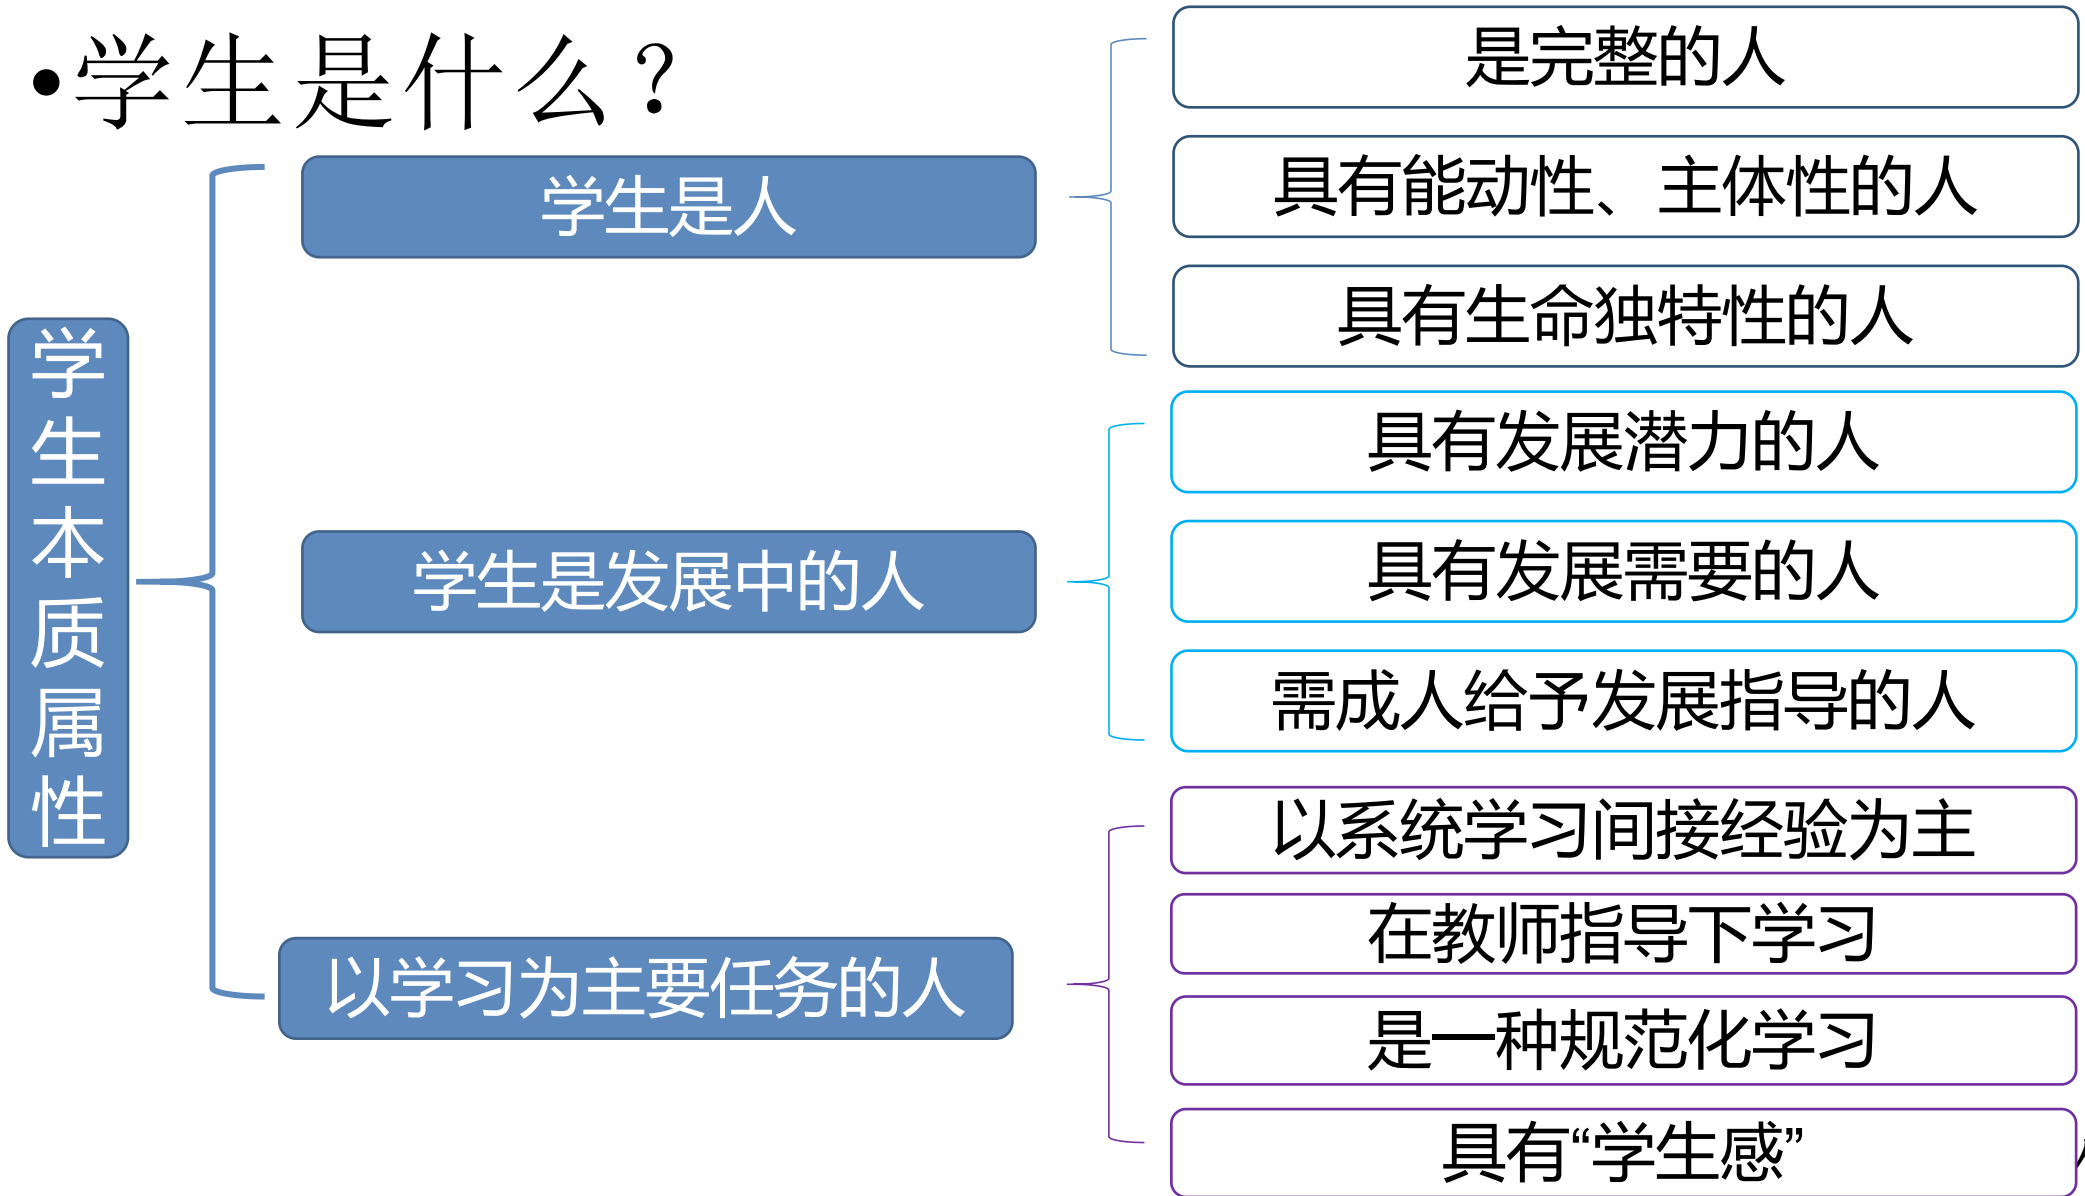 •学生是什么？
学生本质属性
学生是人
是完整的人
具有能动性、主体性的人
具有生命独特性的人
学生是发展中的人
具有发展潜力的人
具有发展需要的人
需成人给予发展指导的人
以学习为主要任务的人
以系统学习间接经验为主
在教师指导下学习
是一种规范化学习
具有“学生感”